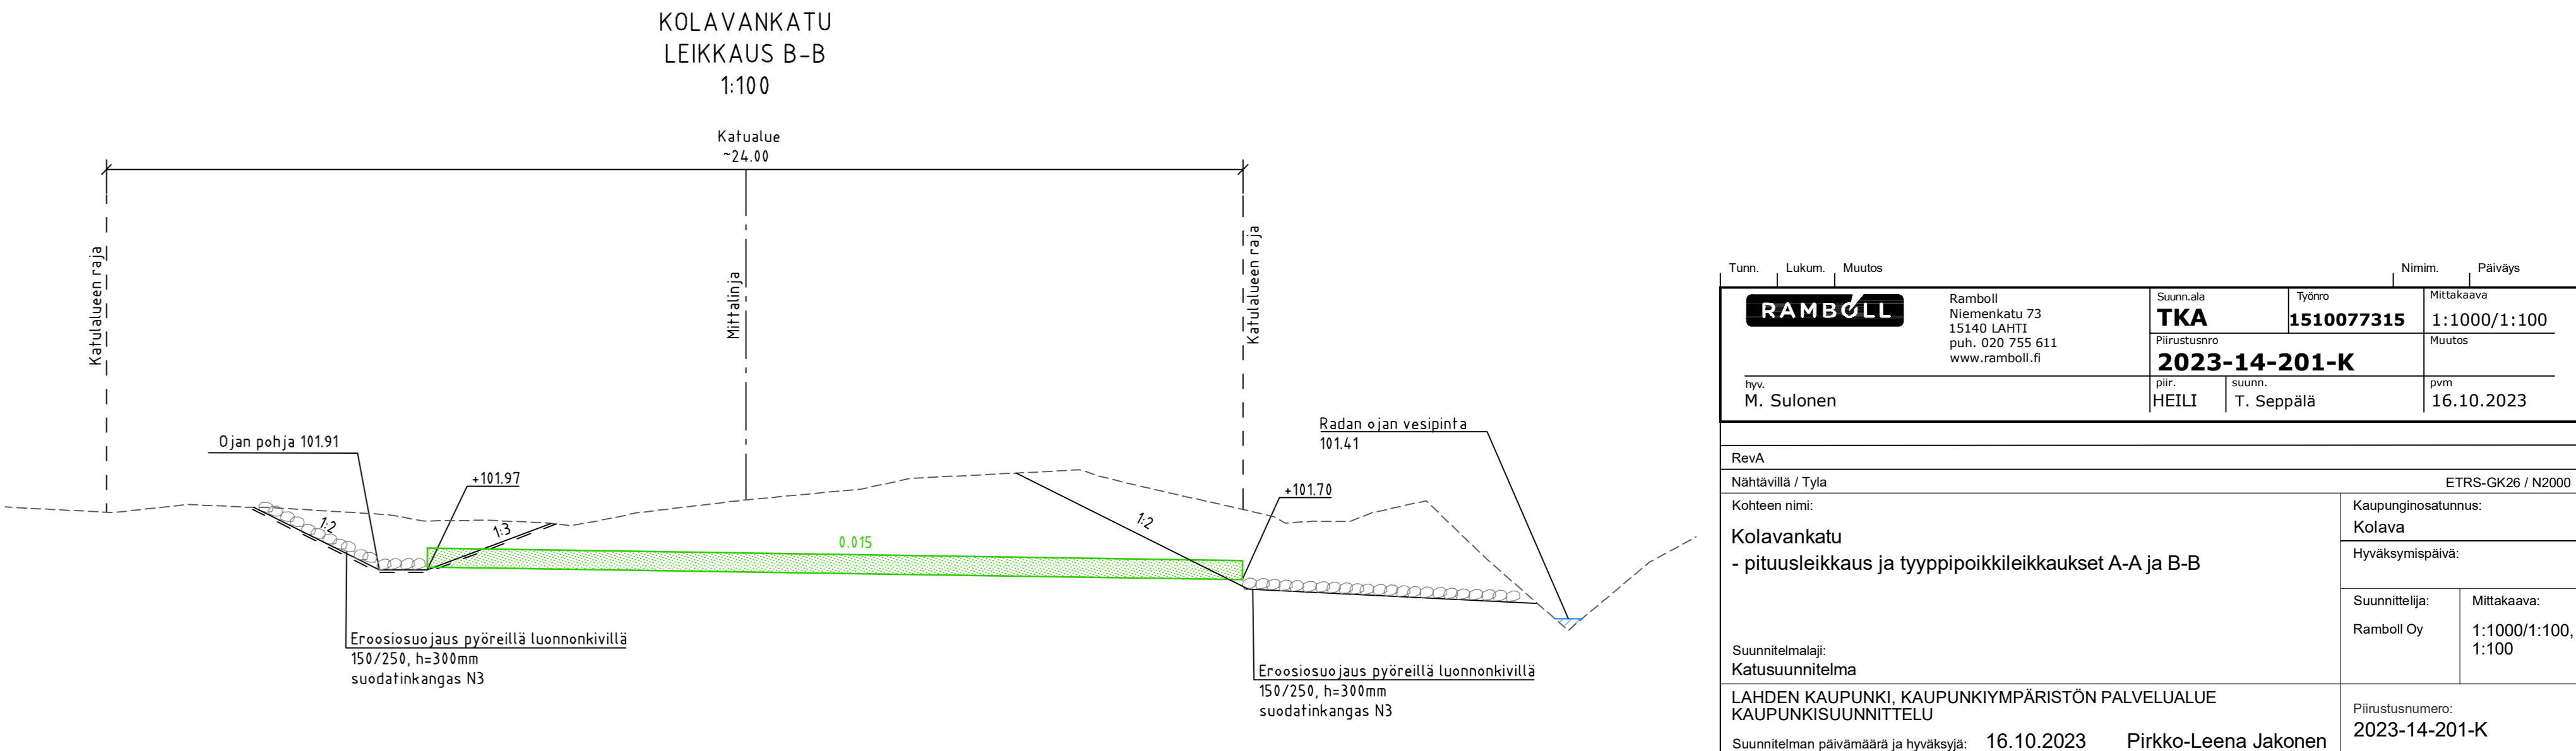 KOLAVANKATU
LEIKKAUS B-B
1:100
Katualue
~24.00
Katulalueen raja
Mittalinja
Katulalueen raja
Ojan pohja 101.91
+101.97
Radan ojan vesipinta
101.41
+101.70
1:2
1:3
1:2
0.015
Eroosiosuojaus pyöreillä luonnonkivillä
150/250, h=300mm
suodatinkangas N3
Eroosiosuojaus pyöreillä luonnonkivillä
150/250, h=300mm
suodatinkangas N3
Tunn. Lukum. Muutos Nimim. Päiväys
RAMBOLL
Ramboll
Niemenkatu 73
15140 LAHTI
puh. 020 755 611
www.ramboll.fi
Suunn.ala Työnro Mittakaava
TKA 1510077315 1:1000/1:100
Piirustusnro Muutos
2023-14-201-K
hyv. piir. suunn. pvm
M. Sulonen HEILI T. Seppälä 16.10.2023
RevA
Nähtävillä / Tyla ETRS-GK26 / N2000
Kohteen nimi:
Kolavankatu
- pituusleikkaus ja tyyppipoikkileikkaukset A-A ja B-B
Kaupunginosatunnus:
Kolava
Hyväksymispäivä:
Suunnittelija: Mittakaava:
Ramboll Oy 1:1000/1:100,
1:100
Suunnitelmalaji:
Katusuunnitelma
LAHDEN KAUPUNKI, KAUPUNKIYMPÄRISTÖN PALVELUALUE
KAUPUNKISUUNNITTELU
Suunnitelman päivämäärä ja hyväksyjä: 16.10.2023 Pirkko-Leena Jakonen
Piirustusnumero:
2023-14-201-K